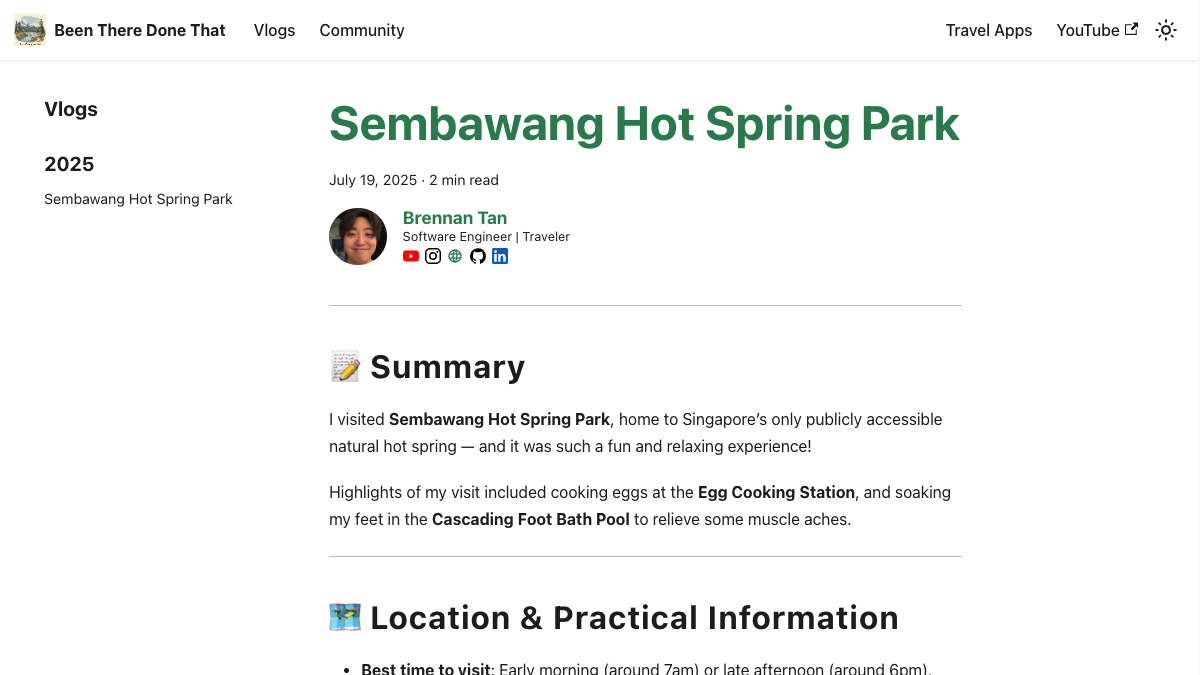 Been There Done That Vlogs Community Travel Apps YouTube
Vlogs
2025
Sembawang Hot Spring Park
Sembawang Hot Spring Park
July 19, 2025 · 2 min read
Brennan Tan
Software Engineer | Traveler
Summary
I visited Sembawang Hot Spring Park, home to Singapore’s only publicly accessible
natural hot spring — and it was such a fun and relaxing experience!
Highlights of my visit included cooking eggs at the Egg Cooking Station, and soaking
my feet in the Cascading Foot Bath Pool to relieve some muscle aches.
Location & Practical Information
• Best time to visit: Early morning (around 7am) or late afternoon (around 6pm).